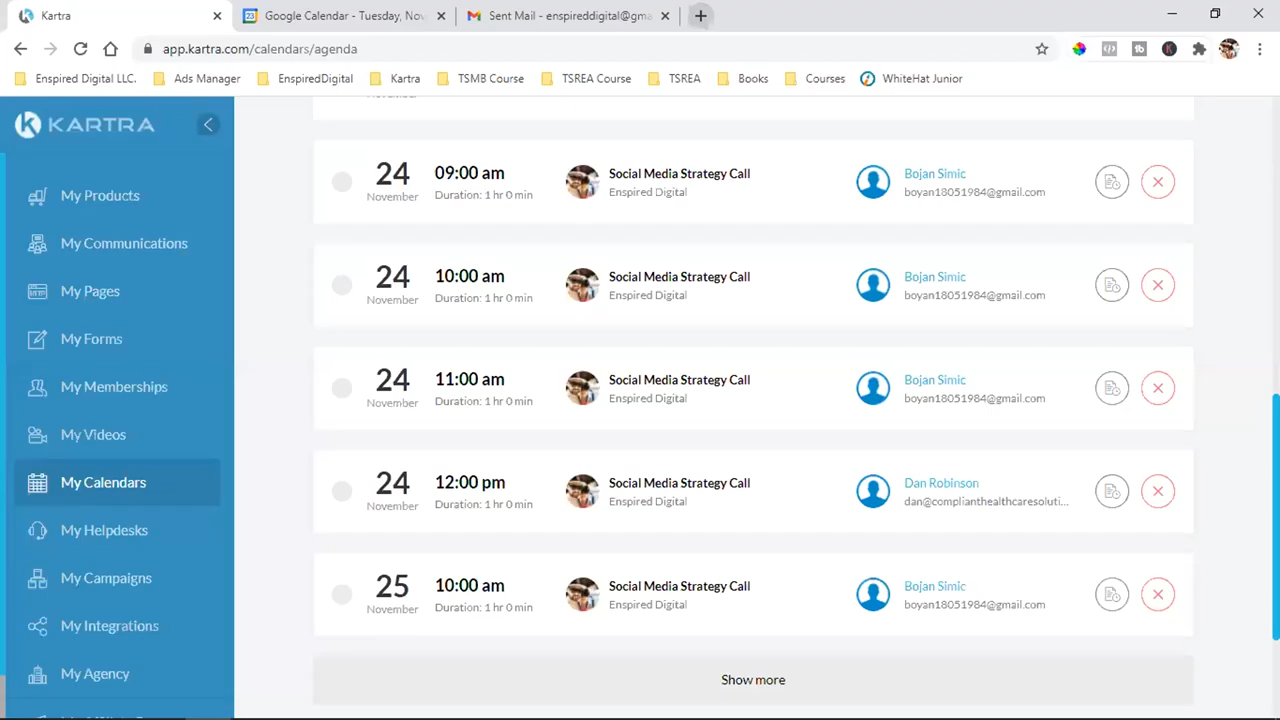 Kartra
Google Calendar - Tuesday, Nov
Sent Mail - enspireddigital@gma
app.kartra.com/calendars/agenda
Enspired Digital LLC.
Ads Manager
EnspiredDigital
Kartra
TSMB Course
TSREA Course
TSREA
Books
Courses
WhiteHat Junior
KARTRA
My Products
My Communications
My Pages
My Forms
My Memberships
My Videos
My Calendars
My Helpdesks
My Campaigns
My Integrations
My Agency
November
24 09:00 am Social Media Strategy Call Bojan Simic
November Duration: 1 hr 0 min Enspired Digital boyan18051984@gmail.com
24 10:00 am Social Media Strategy Call Bojan Simic
November Duration: 1 hr 0 min Enspired Digital boyan18051984@gmail.com
24 11:00 am Social Media Strategy Call Bojan Simic
November Duration: 1 hr 0 min Enspired Digital boyan18051984@gmail.com
24 12:00 pm Social Media Strategy Call Dan Robinson
November Duration: 1 hr 0 min Enspired Digital dan@complianthealthcaresoluti...
25 10:00 am Social Media Strategy Call Bojan Simic
November Duration: 1 hr 0 min Enspired Digital boyan18051984@gmail.com
Show more